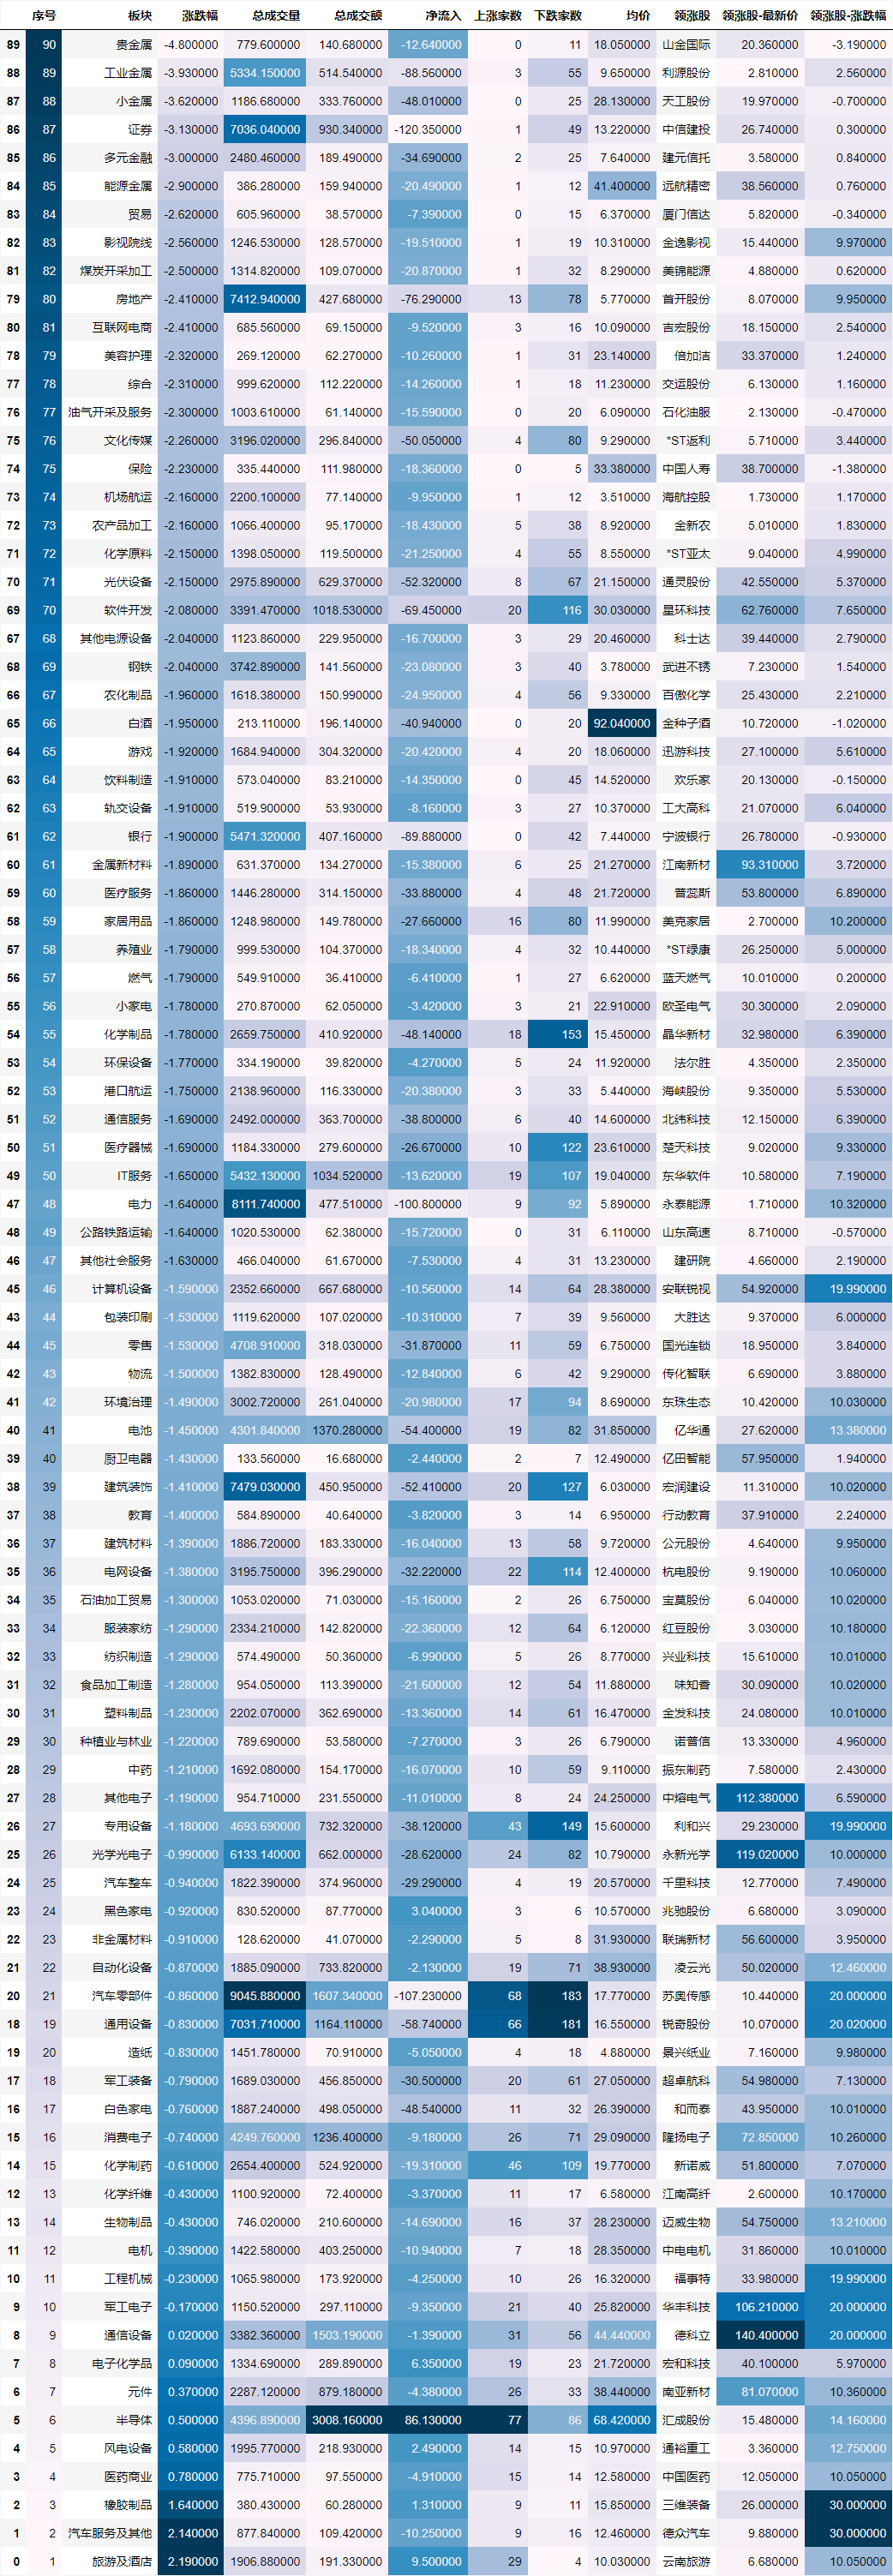 序号 板块 涨跌幅 总成交量 总成交额 净流入 上涨家数 下跌家数 均价 领涨股 领涨股-最新价 领涨股-涨跌幅
89 90 贵金属 -4.800000 779.600000 140.680000 -12.640000 0 11 18.050000 山金国际 20.360000 -3.190000
88 89 工业金属 -3.930000 5334.150000 514.540000 -88.560000 3 55 9.650000 利源股份 2.810000 2.560000
87 88 小金属 -3.620000 1186.680000 333.760000 -48.010000 0 25 28.130000 天工股份 19.970000 -0.700000
86 87 证券 -3.130000 7036.040000 930.340000 -120.350000 1 49 13.220000 中信建投 26.740000 0.300000
85 86 多元金融 -3.000000 2480.460000 189.490000 -34.690000 2 25 7.640000 建元信托 3.580000 0.840000
84 85 能源金属 -2.900000 386.280000 159.940000 -20.490000 1 12 41.400000 远航精密 38.560000 0.760000
83 84 贸易 -2.620000 605.960000 38.570000 -7.390000 0 15 6.370000 厦门信达 5.820000 -0.340000
82 83 影视院线 -2.560000 1246.530000 128.570000 -19.510000 1 19 10.310000 金逸影视 15.440000 9.970000
81 82 煤炭开采加工 -2.500000 1314.820000 109.070000 -20.870000 1 32 8.290000 美锦能源 4.880000 0.620000
79 80 房地产 -2.410000 7412.940000 427.680000 -76.290000 13 78 5.770000 首开股份 8.070000 9.950000
80 81 互联网电商 -2.410000 685.560000 69.150000 -9.520000 3 16 10.090000 吉宏股份 18.150000 2.540000
78 79 美容护理 -2.320000 269.120000 62.270000 -10.260000 1 31 23.140000 倍加洁 33.370000 1.240000
77 78 综合 -2.310000 999.620000 112.220000 -14.260000 1 18 11.230000 交运股份 6.130000 1.160000
76 77 油气开采及服务 -2.300000 1003.610000 61.140000 -15.590000 0 20 6.090000 石化油服 2.130000 -0.470000
75 76 文化传媒 -2.260000 3196.020000 296.840000 -50.050000 4 80 9.290000 *ST返利 5.710000 3.440000
74 75 保险 -2.230000 335.440000 111.980000 -18.360000 0 5 33.380000 中国人寿 38.700000 -1.380000
73 74 机场航运 -2.160000 2200.100000 77.140000 -9.950000 1 12 3.510000 海航控股 1.730000 1.170000
72 73 农产品加工 -2.160000 1066.400000 95.170000 -18.430000 5 38 8.920000 金新农 5.010000 1.830000
71 72 化学原料 -2.150000 1398.050000 119.500000 -21.250000 4 55 8.550000 *ST亚太 9.040000 4.990000
70 71 光伏设备 -2.150000 2975.890000 629.370000 -52.320000 8 67 21.150000 通灵股份 42.550000 5.370000
69 70 软件开发 -2.080000 3391.470000 1018.530000 -69.450000 20 116 30.030000 星环科技 62.760000 7.650000
67 68 其他电源设备 -2.040000 1123.860000 229.950000 -16.700000 3 29 20.460000 科士达 39.440000 2.790000
68 69 钢铁 -2.040000 3742.890000 141.560000 -23.080000 3 40 3.780000 武进不锈 7.230000 1.540000
66 67 农化制品 -1.960000 1618.380000 150.990000 -24.950000 4 56 9.330000 百傲化学 25.430000 2.210000
65 66 白酒 -1.950000 213.110000 196.140000 -40.940000 0 20 92.040000 金种子酒 10.720000 -1.020000
64 65 游戏 -1.920000 1684.940000 304.320000 -20.420000 4 20 18.060000 迅游科技 27.100000 5.610000
63 64 饮料制造 -1.910000 573.040000 83.210000 -14.350000 0 45 14.520000 欢乐家 20.130000 -0.150000
62 63 轨交设备 -1.910000 519.900000 53.930000 -8.160000 3 27 10.370000 工大高科 21.070000 6.040000
61 62 银行 -1.900000 5471.320000 407.160000 -89.880000 0 42 7.440000 宁波银行 26.780000 -0.930000
60 61 金属新材料 -1.890000 631.370000 134.270000 -15.380000 6 25 21.270000 江南新材 93.310000 3.720000
59 60 医疗服务 -1.860000 1446.280000 314.150000 -33.880000 4 48 21.720000 普蕊斯 53.800000 6.890000
58 59 家居用品 -1.860000 1248.980000 149.780000 -27.660000 16 80 11.990000 美克家居 2.700000 10.200000
57 58 养殖业 -1.790000 999.530000 104.370000 -18.340000 4 32 10.440000 *ST绿康 26.250000 5.000000
56 57 燃气 -1.790000 549.910000 36.410000 -6.410000 1 27 6.620000 蓝天燃气 10.010000 0.200000
55 56 小家电 -1.780000 270.870000 62.050000 -3.420000 3 21 22.910000 欧圣电气 30.300000 2.090000
54 55 化学制品 -1.780000 2659.750000 410.920000 -48.140000 18 153 15.450000 晶华新材 32.980000 6.390000
53 54 环保设备 -1.770000 334.190000 39.820000 -4.270000 5 24 11.920000 法尔胜 4.350000 2.350000
52 53 港口航运 -1.750000 2138.960000 116.330000 -20.380000 3 33 5.440000 海峡股份 9.350000 5.530000
51 52 通信服务 -1.690000 2492.000000 363.700000 -38.800000 6 40 14.600000 北纬科技 12.150000 6.390000
50 51 医疗器械 -1.690000 1184.330000 279.600000 -26.670000 10 122 23.610000 楚天科技 9.020000 9.330000
49 50 IT服务 -1.650000 5432.130000 1034.520000 -13.620000 19 107 19.040000 东华软件 10.580000 7.190000
47 48 电力 -1.640000 8111.740000 477.510000 -100.800000 9 92 5.890000 永泰能源 1.710000 10.320000
48 49 公路铁路运输 -1.640000 1020.530000 62.380000 -15.720000 0 31 6.110000 山东高速 8.710000 -0.570000
46 47 其他社会服务 -1.630000 466.040000 61.670000 -7.530000 4 31 13.230000 建研院 4.660000 2.190000
45 46 计算机设备 -1.590000 2352.660000 667.680000 -10.560000 14 64 28.380000 安联锐视 54.920000 19.990000
43 44 包装印刷 -1.530000 1119.620000 107.020000 -10.310000 7 39 9.560000 大胜达 9.370000 6.000000
44 45 零售 -1.530000 4708.910000 318.030000 -31.870000 11 59 6.750000 国光连锁 18.950000 3.840000
42 43 物流 -1.500000 1382.830000 128.490000 -12.840000 6 42 9.290000 传化智联 6.690000 3.880000
41 42 环境治理 -1.490000 3002.720000 261.040000 -20.980000 17 94 8.690000 东珠生态 10.420000 10.030000
40 41 电池 -1.450000 4301.840000 1370.280000 -54.400000 19 82 31.850000 亿华通 27.620000 13.380000
39 40 厨卫电器 -1.430000 133.560000 16.680000 -2.440000 2 7 12.490000 亿田智能 57.950000 1.940000
38 39 建筑装饰 -1.410000 7479.030000 450.950000 -52.410000 20 127 6.030000 宏润建设 11.310000 10.020000
37 38 教育 -1.400000 584.890000 40.640000 -3.820000 3 14 6.950000 行动教育 37.910000 2.240000
36 37 建筑材料 -1.390000 1886.720000 183.330000 -16.040000 13 58 9.720000 公元股份 4.640000 9.950000
35 36 电网设备 -1.380000 3195.750000 396.290000 -32.220000 22 114 12.400000 杭电股份 9.190000 10.060000
34 35 石油加工贸易 -1.300000 1053.020000 71.030000 -15.160000 2 26 6.750000 宝莫股份 6.040000 10.020000
33 34 服装家纺 -1.290000 2334.210000 142.820000 -22.360000 12 64 6.120000 红豆股份 3.030000 10.180000
32 33 纺织制造 -1.290000 574.490000 50.360000 -6.990000 5 26 8.770000 兴业科技 15.610000 10.010000
31 32 食品加工制造 -1.280000 954.050000 113.390000 -21.600000 12 54 11.880000 味知香 30.090000 10.020000
30 31 塑料制品 -1.230000 2202.070000 362.690000 -13.360000 14 61 16.470000 金发科技 24.080000 10.010000
29 30 种植业与林业 -1.220000 789.690000 53.580000 -7.270000 3 26 6.790000 诺普信 13.330000 4.960000
28 29 中药 -1.210000 1692.080000 154.170000 -16.070000 10 59 9.110000 振东制药 7.580000 2.430000
27 28 其他电子 -1.190000 954.710000 231.550000 -11.010000 8 24 24.250000 中熔电气 112.380000 6.590000
26 27 专用设备 -1.180000 4693.690000 732.320000 -38.120000 43 149 15.600000 利和兴 29.230000 19.990000
25 26 光学光电子 -0.990000 6133.140000 662.000000 -28.620000 24 82 10.790000 永新光学 119.020000 10.000000
24 25 汽车整车 -0.940000 1822.390000 374.960000 -29.290000 4 19 20.570000 千里科技 12.770000 7.490000
23 24 黑色家电 -0.920000 830.520000 87.770000 3.040000 3 6 10.570000 兆驰股份 6.680000 3.090000
22 23 非金属材料 -0.910000 128.620000 41.070000 -2.290000 5 8 31.930000 联瑞新材 56.600000 3.950000
21 22 自动化设备 -0.870000 1885.090000 733.820000 -2.130000 19 71 38.930000 凌云光 50.020000 12.460000
20 21 汽车零部件 -0.860000 9045.880000 1607.340000 -107.230000 68 183 17.770000 苏奥传感 10.440000 20.000000
18 19 通用设备 -0.830000 7031.710000 1164.110000 -58.740000 66 181 16.550000 锐奇股份 10.070000 20.020000
19 20 造纸 -0.830000 1451.780000 70.910000 -5.050000 4 18 4.880000 景兴纸业 7.160000 9.980000
17 18 军工装备 -0.790000 1689.030000 456.850000 -30.500000 20 61 27.050000 超卓航科 54.980000 7.130000
16 17 白色家电 -0.760000 1887.240000 498.050000 -48.540000 11 32 26.390000 和而泰 43.950000 10.010000
15 16 消费电子 -0.740000 4249.760000 1236.400000 -9.180000 26 71 29.090000 隆扬电子 72.850000 10.260000
14 15 化学制药 -0.610000 2654.400000 524.920000 -19.310000 46 109 19.770000 新诺威 51.800000 7.070000
12 13 化学纤维 -0.430000 1100.920000 72.400000 -3.370000 11 17 6.580000 江南高纤 2.600000 10.170000
13 14 生物制品 -0.430000 746.020000 210.600000 -14.690000 16 37 28.230000 迈威生物 54.750000 13.210000
11 12 电机 -0.390000 1422.580000 403.250000 -10.940000 7 18 28.350000 中电电机 31.860000 10.010000
10 11 工程机械 -0.230000 1065.980000 173.920000 -4.250000 10 26 16.320000 福事特 33.980000 19.990000
9 10 军工电子 -0.170000 1150.520000 297.110000 -9.350000 21 40 25.820000 华丰科技 106.210000 20.000000
8 9 通信设备 0.020000 3382.360000 1503.190000 -1.390000 31 56 44.440000 德科立 140.400000 20.000000
7 8 电子化学品 0.090000 1334.690000 289.890000 6.350000 19 23 21.720000 宏和科技 40.100000 5.970000
6 7 元件 0.370000 2287.120000 879.180000 -4.380000 26 33 38.440000 南亚新材 81.070000 10.360000
5 6 半导体 0.500000 4396.890000 3008.160000 86.130000 77 86 68.420000 汇成股份 15.480000 14.160000
4 5 风电设备 0.580000 1995.770000 218.930000 2.490000 14 15 10.970000 通裕重工 3.360000 12.750000
3 4 医药商业 0.780000 775.710000 97.550000 -4.910000 15 14 12.580000 中国医药 12.050000 10.050000
2 3 橡胶制品 1.640000 380.430000 60.280000 1.310000 9 11 15.850000 三维装备 26.000000 30.000000
1 2 汽车服务及其他 2.140000 877.840000 109.420000 -10.250000 9 16 12.460000 德众汽车 9.880000 30.000000
0 1 旅游及酒店 2.190000 1906.880000 191.330000 9.500000 29 4 10.030000 云南旅游 6.680000 10.050000